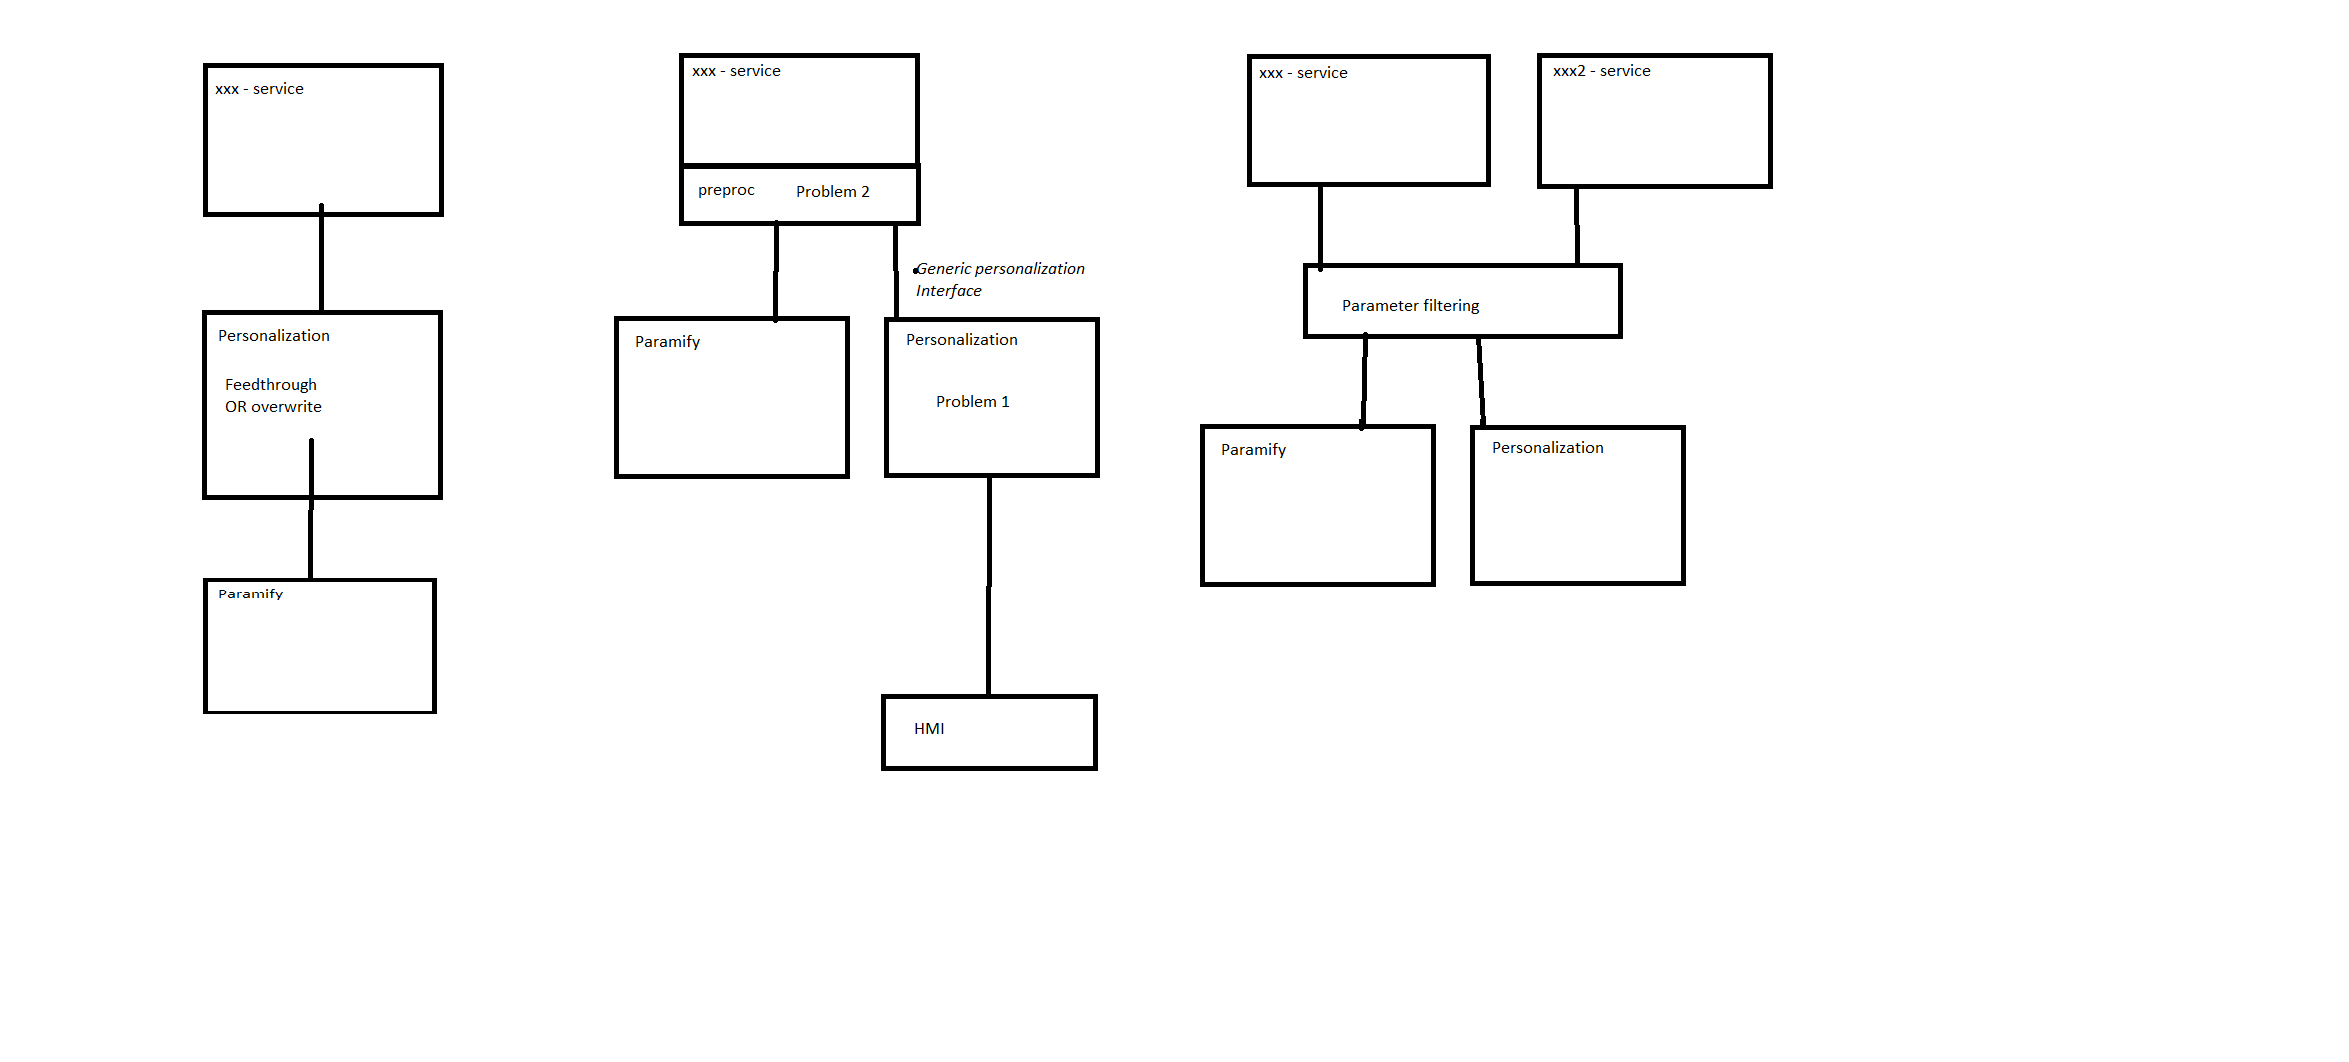 xxx - service
Personalization
Feedthrough
OR overwrite
Paramify
xxx - service
preproc
Problem 2
Generic personalization
Interface
Paramify
Personalization
Problem 1
HMI
xxx - service
xxx2 - service
Parameter filtering
Paramify
Personalization